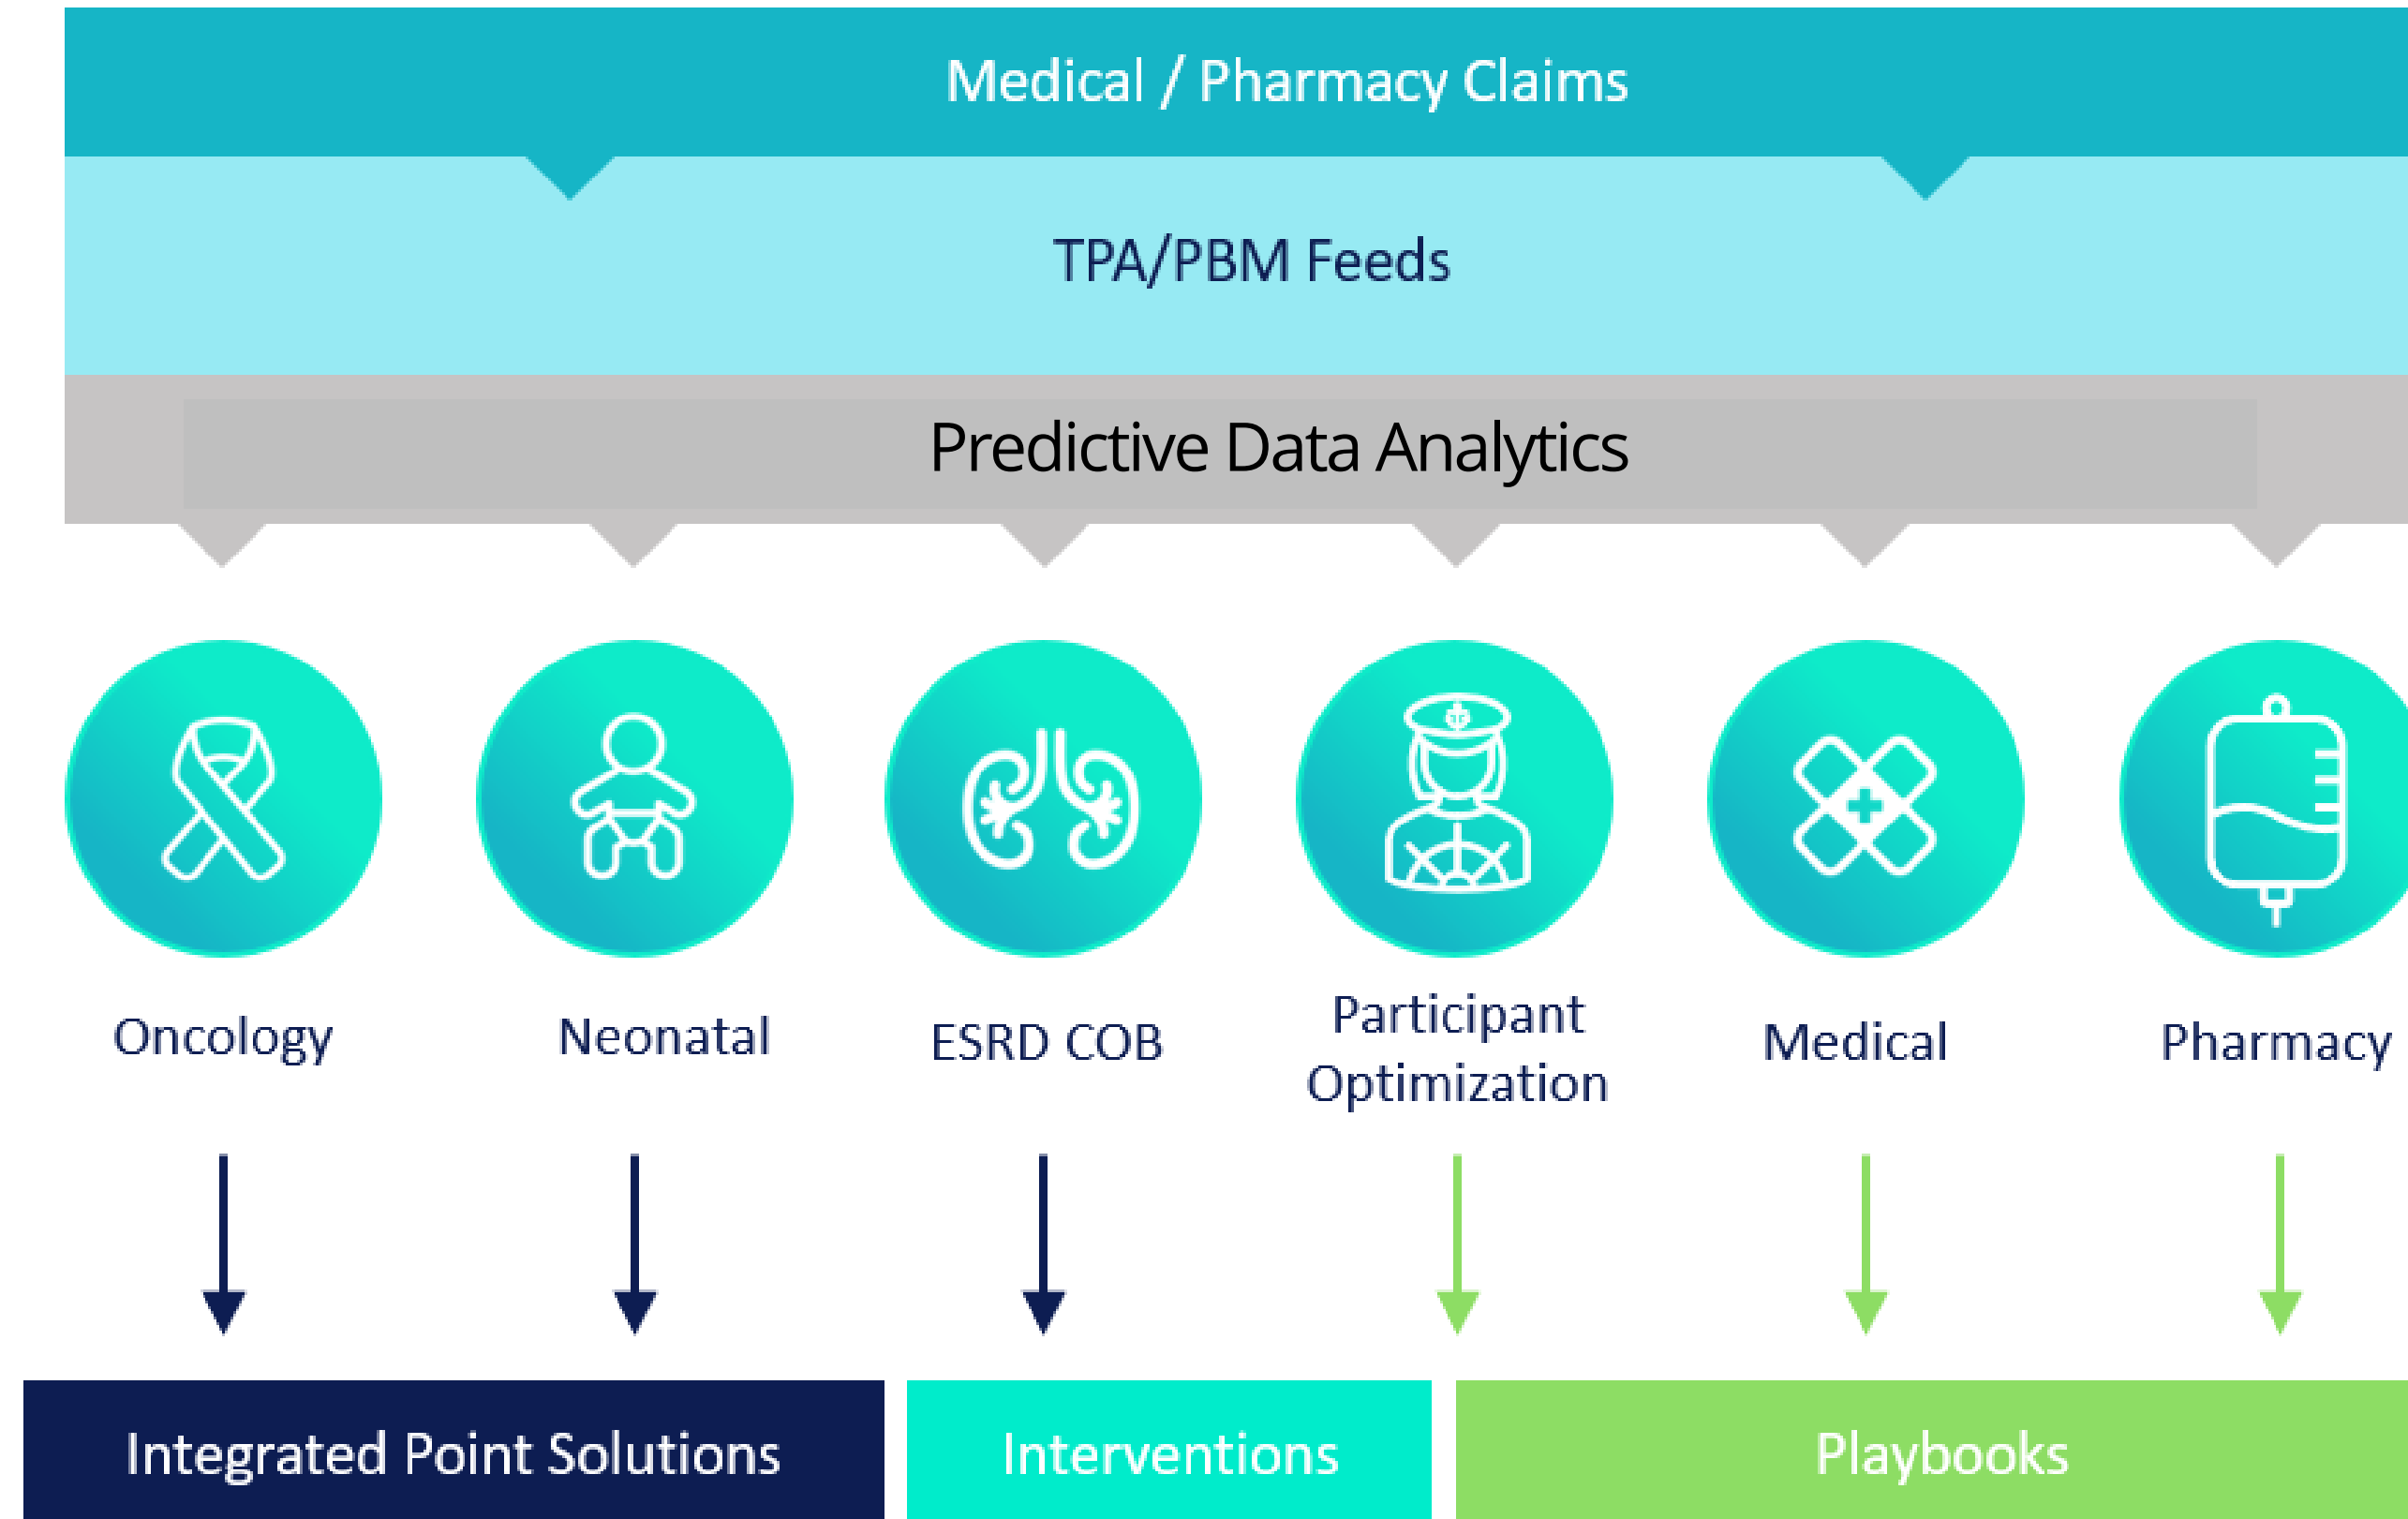 Medical / Pharmacy Claims
TPA/PBM Feeds
Predictive Data Analytics
Oncology
Neonatal
ESRD COB
Participant
Optimization
Medical
Pharmacy
Integrated Point Solutions
Interventions
Playbooks